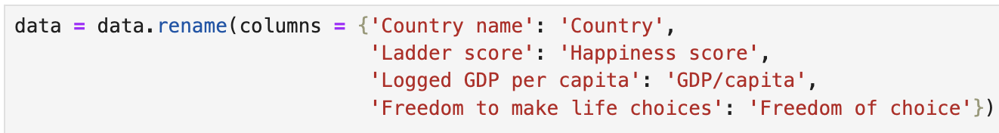 data = data.rename(columns = {'Country name': 'Country',
'Ladder score': 'Happiness score',
'Logged GDP per capita': 'GDP/capita',
'Freedom to make life choices': 'Freedom of choice'})